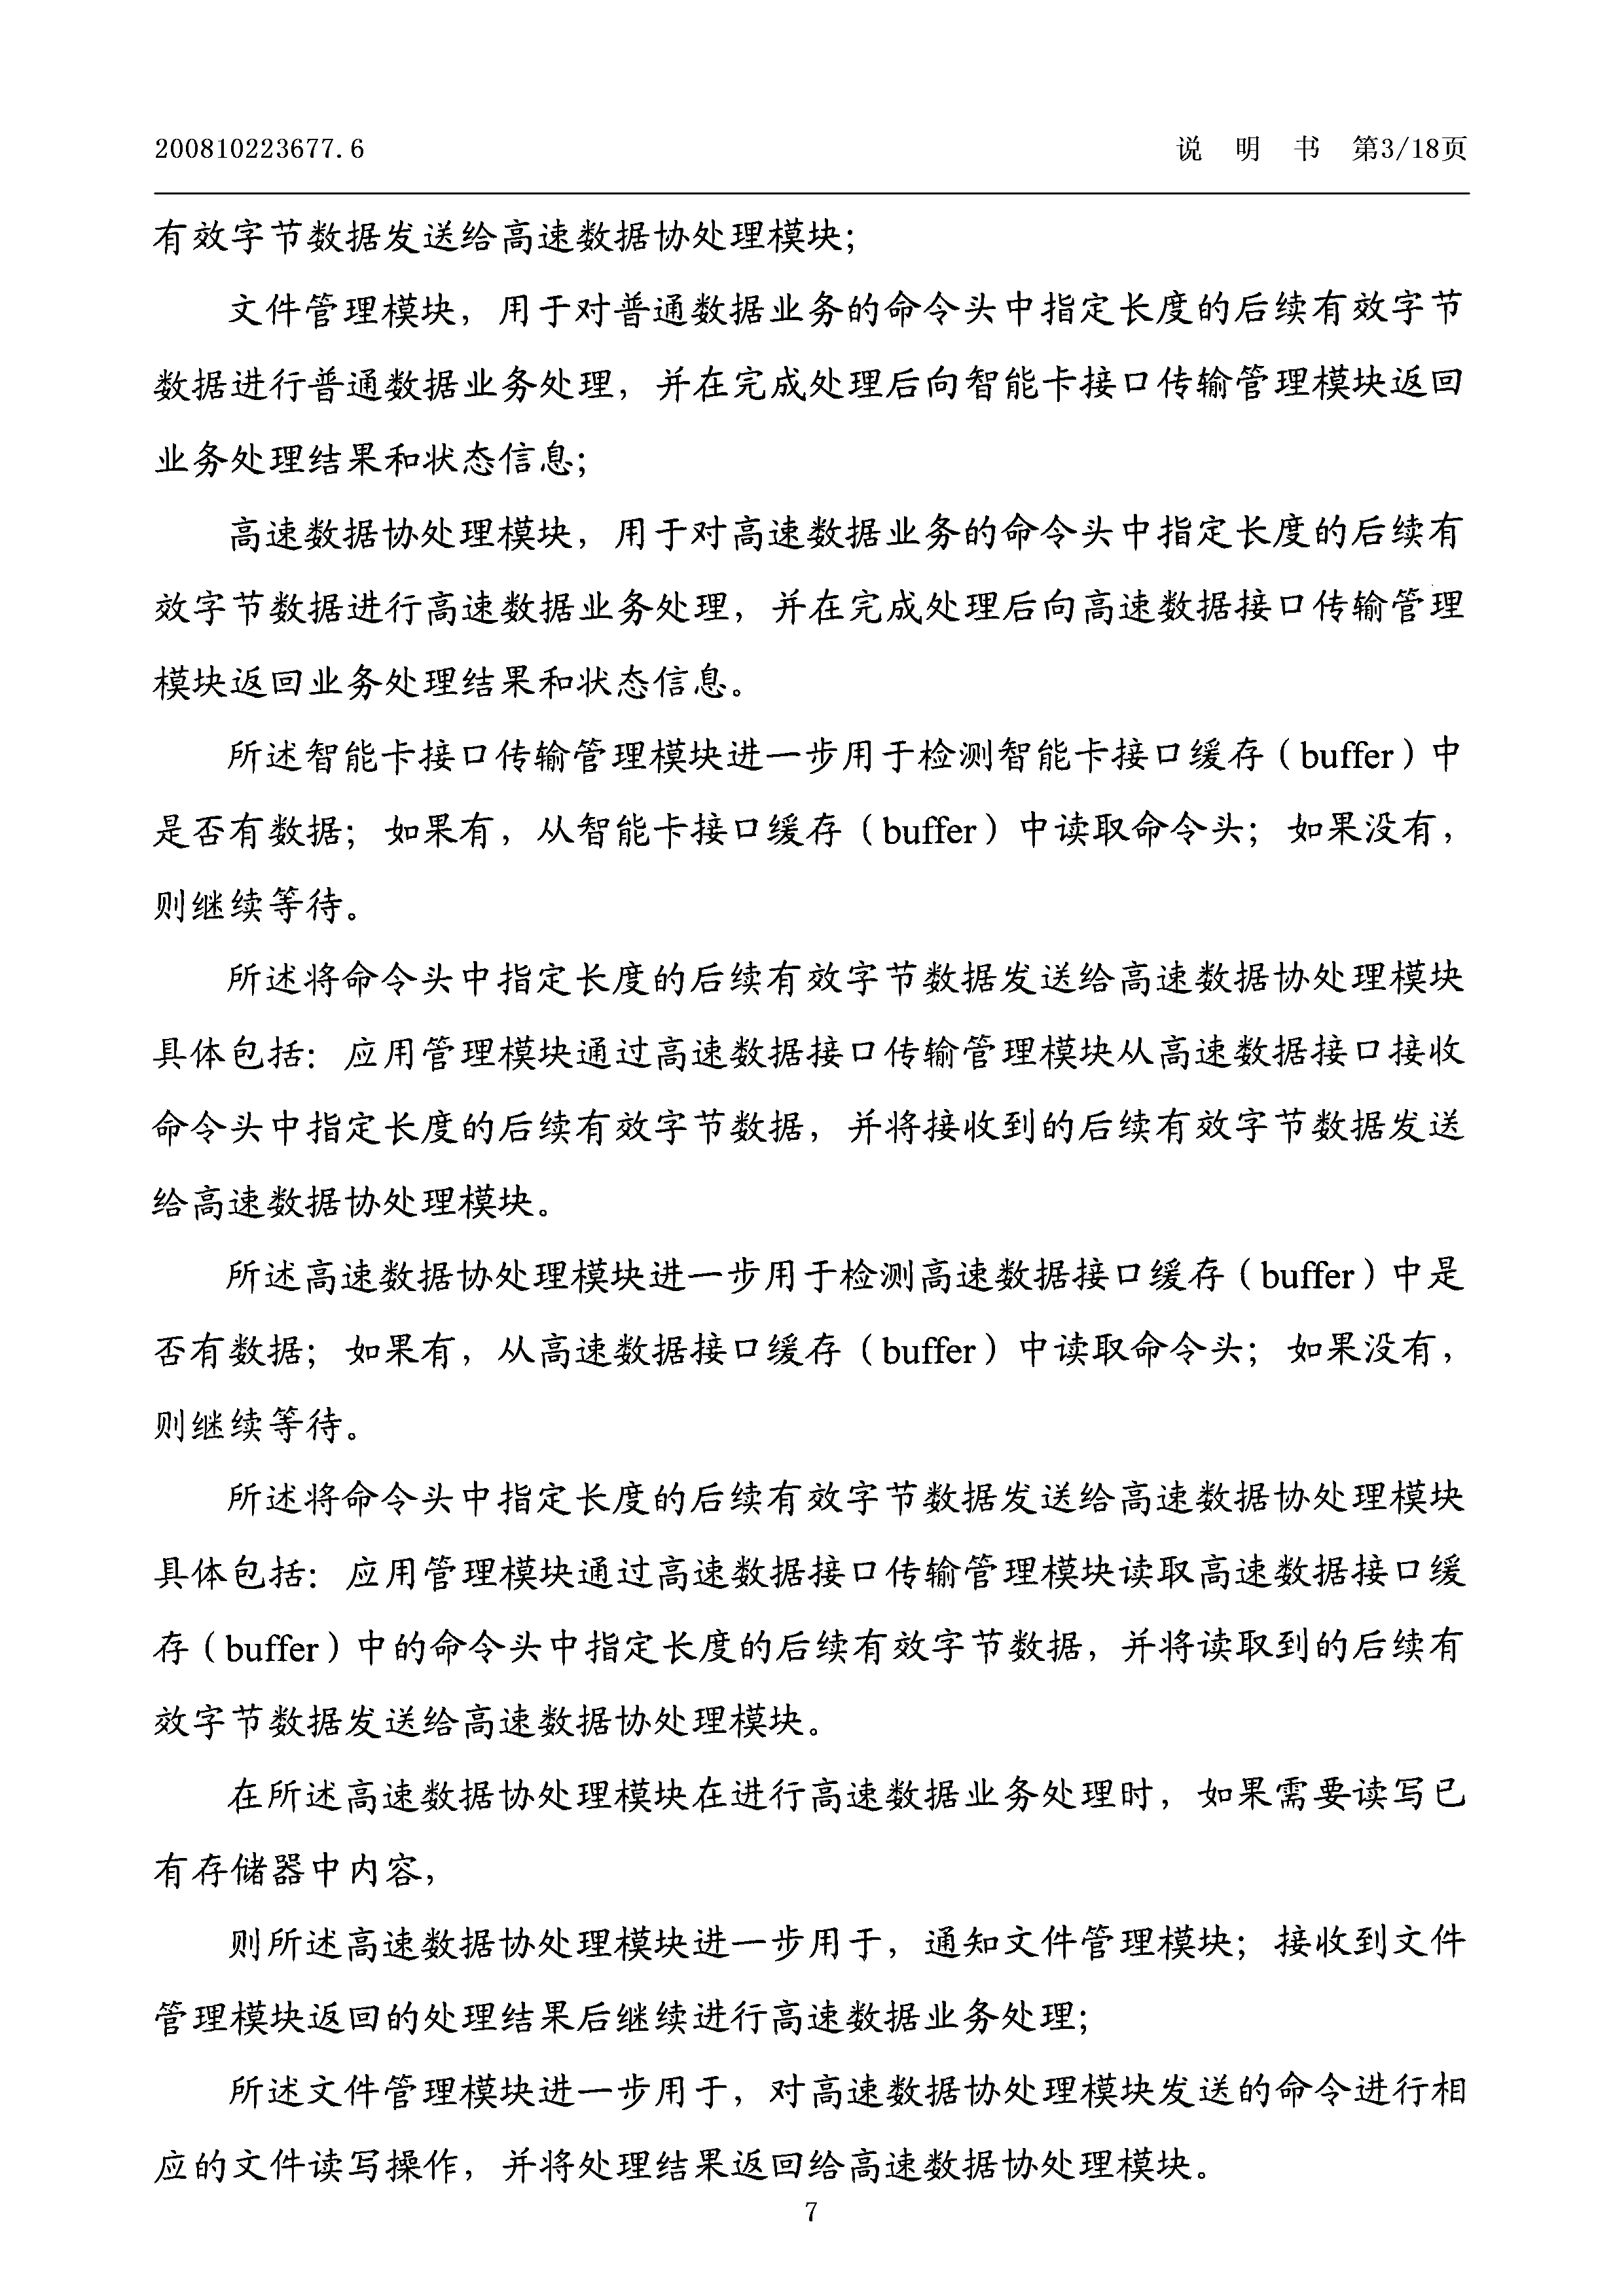 200810223677.6 说 明 书 第3/18页
有效字节数据发送给高速数据协处理模块；
文件管理模块，用于对普通数据业务的命令头中指定长度的后续有效字节
数据进行普通数据业务处理，并在完成处理后向智能卡接口传输管理模块返回
业务处理结果和状态信息；
高速数据协处理模块，用于对高速数据业务的命令头中指定长度的后续有
效字节数据进行高速数据业务处理，并在完成处理后向高速数据接口传输管理
模块返回业务处理结果和状态信息。
所述智能卡接口传输管理模块进一步用于检测智能卡接口缓存（buffer）中
是否有数据；如果有，从智能卡接口缓存（buffer）中读取命令头；如果没有，
则继续等待。
所述将命令头中指定长度的后续有效字节数据发送给高速数据协处理模块
具体包括：应用管理模块通过高速数据接口传输管理模块从高速数据接口接收
命令头中指定长度的后续有效字节数据，并将接收到的后续有效字节数据发送
给高速数据协处理模块。
所述高速数据协处理模块进一步用于检测高速数据接口缓存（buffer）中是
否有数据；如果有，从高速数据接口缓存（buffer）中读取命令头；如果没有，
则继续等待。
所述将命令头中指定长度的后续有效字节数据发送给高速数据协处理模块
具体包括：应用管理模块通过高速数据接口传输管理模块读取高速数据接口缓
存（buffer）中的命令头中指定长度的后续有效字节数据，并将读取到的后续有
效字节数据发送给高速数据协处理模块。
在所述高速数据协处理模块在进行高速数据业务处理时，如果需要读写已
有存储器中内容，
则所述高速数据协处理模块进一步用于，通知文件管理模块；接收到文件
管理模块返回的处理结果后继续进行高速数据业务处理；
所述文件管理模块进一步用于，对高速数据协处理模块发送的命令进行相
应的文件读写操作，并将处理结果返回给高速数据协处理模块。
7